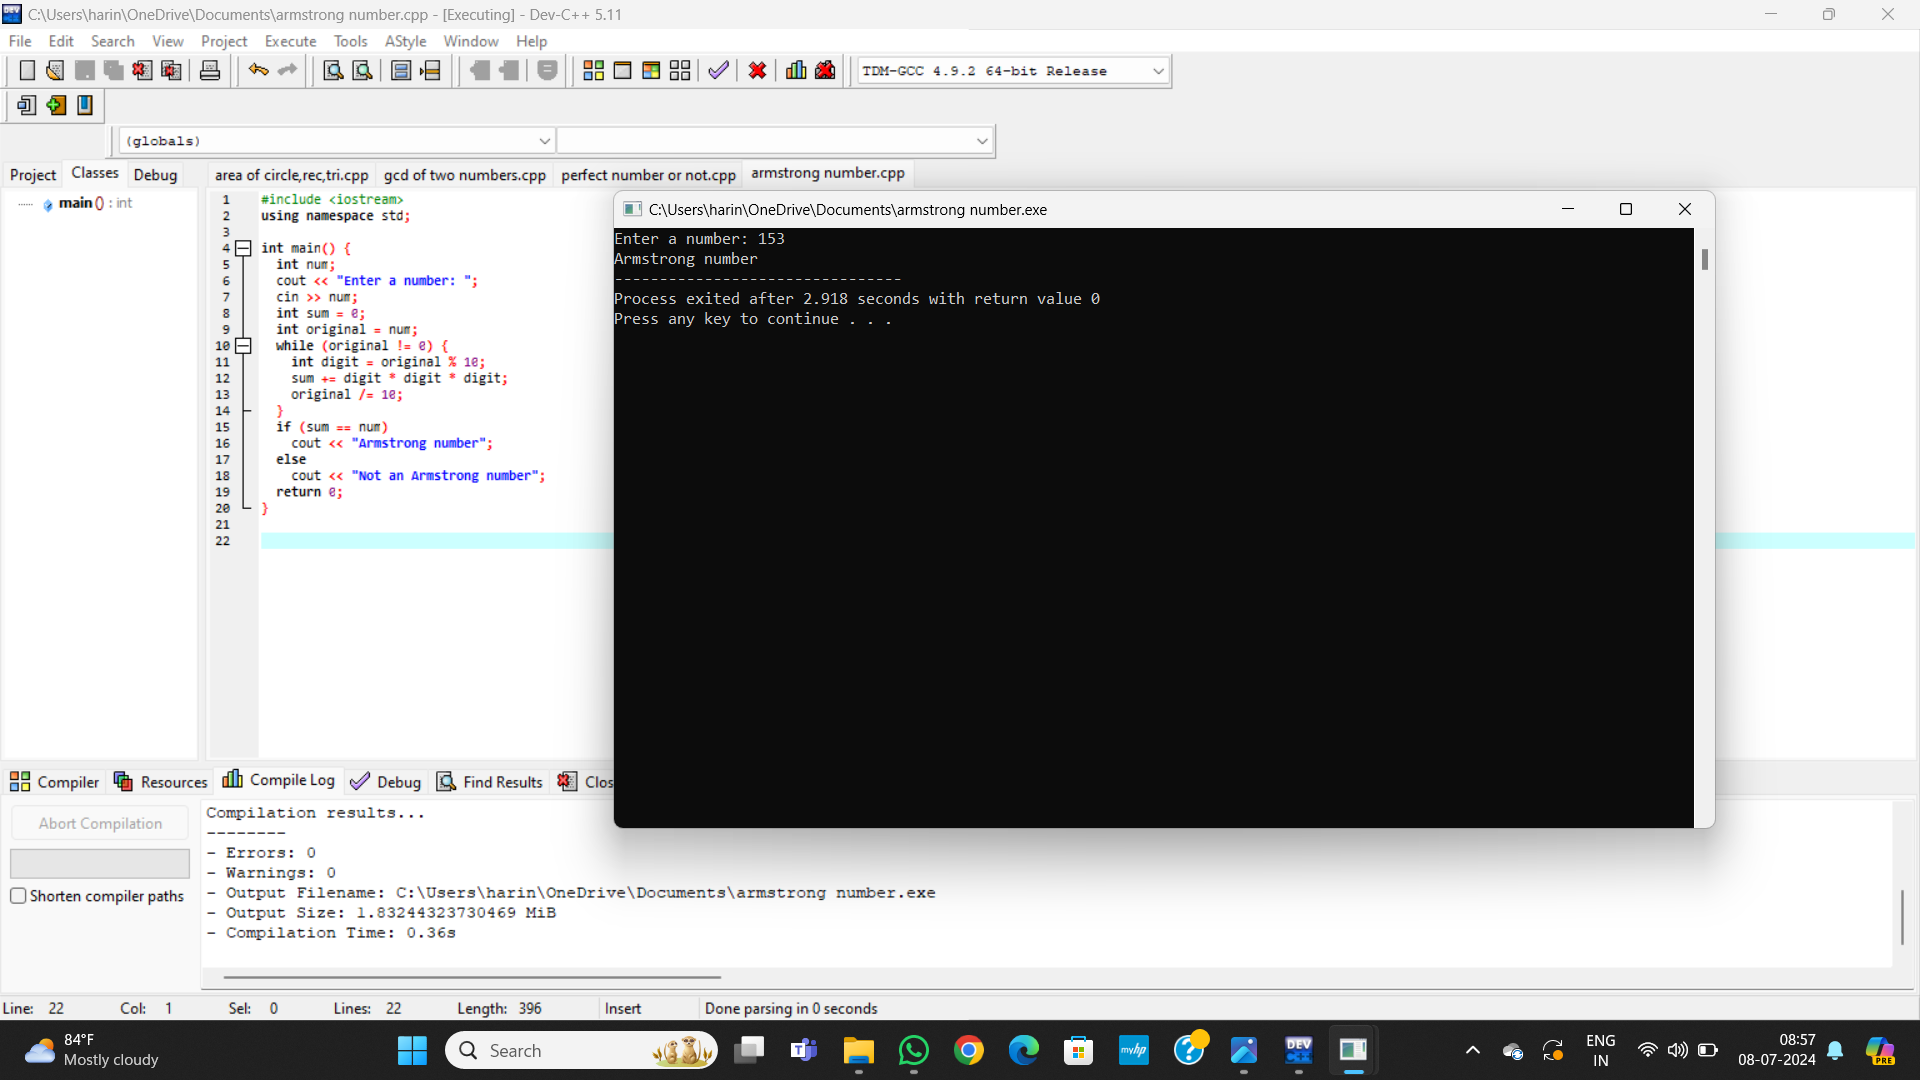 C:\Users\harin\OneDrive\Documents\armstrong number.cpp - [Executing] - Dev-C++ 5.11
File Edit Search View Project Execute Tools AStyle Window Help
TDM-GCC 4.9.2 64-bit Release
(globals)
Project Classes Debug
area of circle,rec,tri.cpp gcd of two numbers.cpp perfect number or not.cpp armstrong number.cpp
main () : int
1 #include <iostream>
2 using namespace std;
3
4 int main() {
5 int num;
6 cout << "Enter a number: ";
7 cin >> num;
8 int sum = 0;
9 int original = num;
10 while (original != 0) {
11 int digit = original % 10;
12 sum += digit * digit * digit;
13 original /= 10;
14 }
15 if (sum == num)
16 cout << "Armstrong number";
17 else
18 cout << "Not an Armstrong number";
19 return 0;
20 }
21
22
C:\Users\harin\OneDrive\Documents\armstrong number.exe
Enter a number: 153
Armstrong number
--------------------------------
Process exited after 2.918 seconds with return value 0
Press any key to continue . . .
Compiler Resources Compile Log Debug Find Results Clos
Abort Compilation
Shorten compiler paths
Compilation results...
--------
- Errors: 0
- Warnings: 0
- Output Filename: C:\Users\harin\OneDrive\Documents\armstrong number.exe
- Output Size: 1.83244323730469 MiB
- Compilation Time: 0.36s
Line: 22 Col: 1 Sel: 0 Lines: 22 Length: 396 Insert Done parsing in 0 seconds
84°F
Mostly cloudy
Search
myhp
DEV
C++
ENG
IN
08:57
08-07-2024
PRE